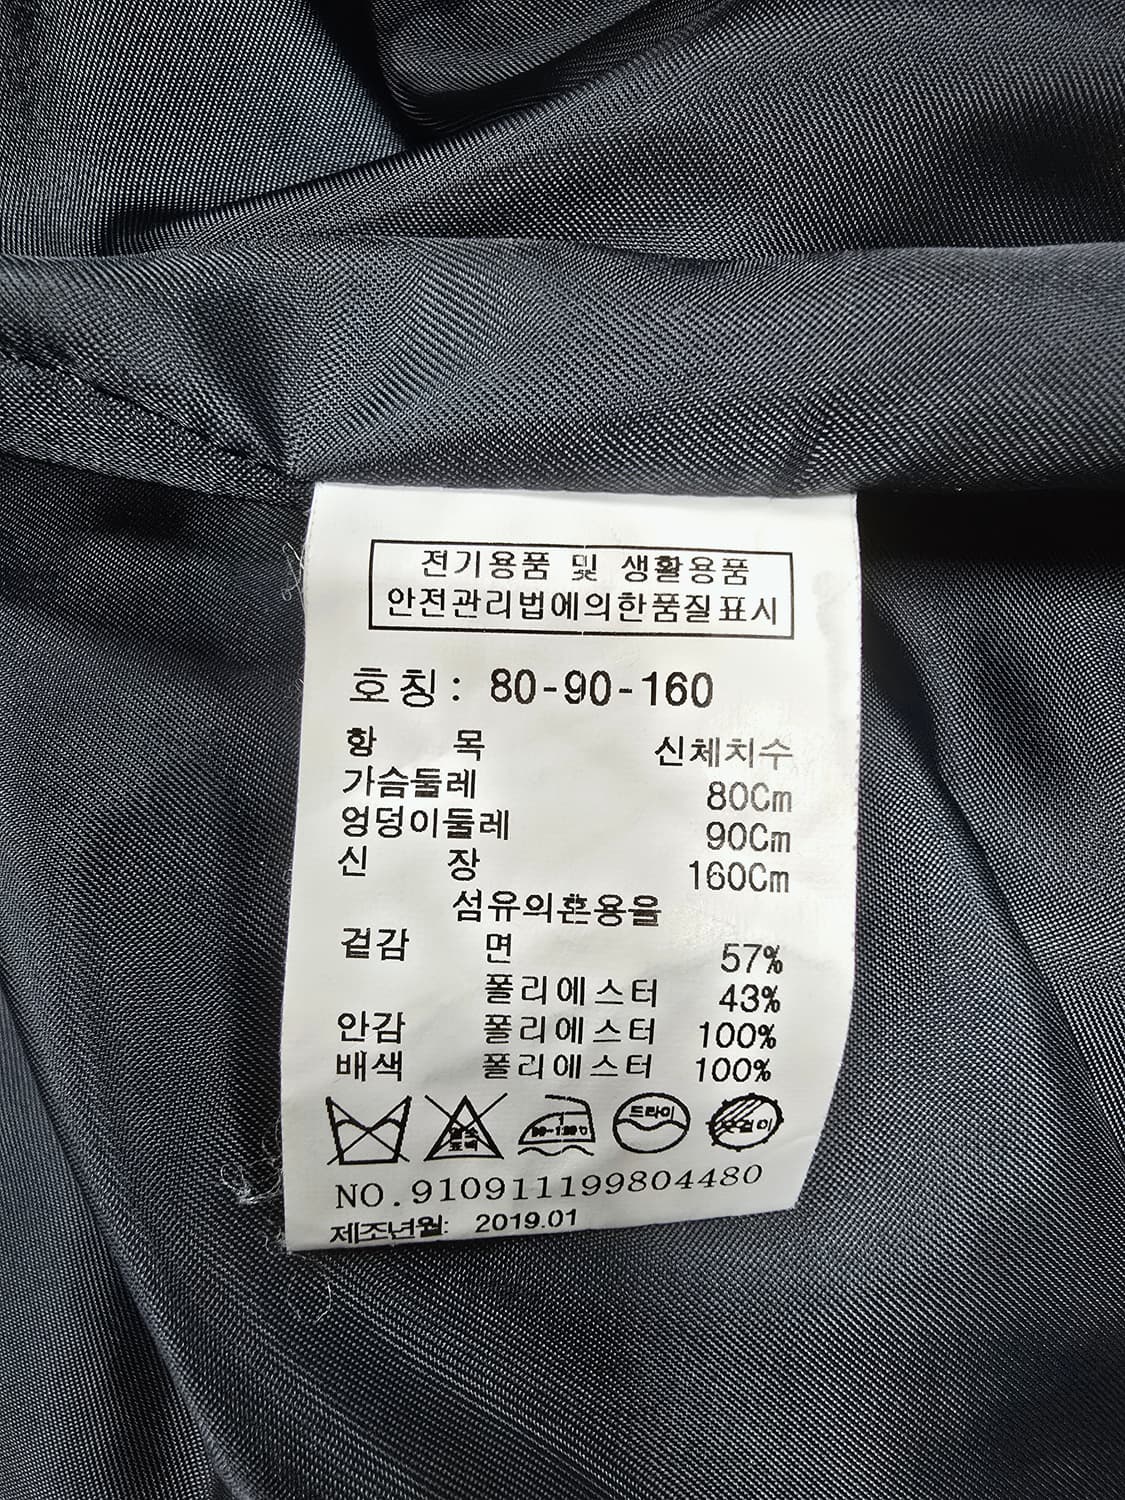 전기용품 및 생활용품
안전관리법에의한품질표시
호칭: 80-90-160
항 목 신체치수
가슴둘레 80Cm
엉덩이둘레 90Cm
신 장 160Cm
섬유의혼용율
겉감 면 57%
폴리에스터 43%
안감 폴리에스터 100%
배색 폴리에스터 100%
드라이
NO.910911199804480
제조년월: 2019.01